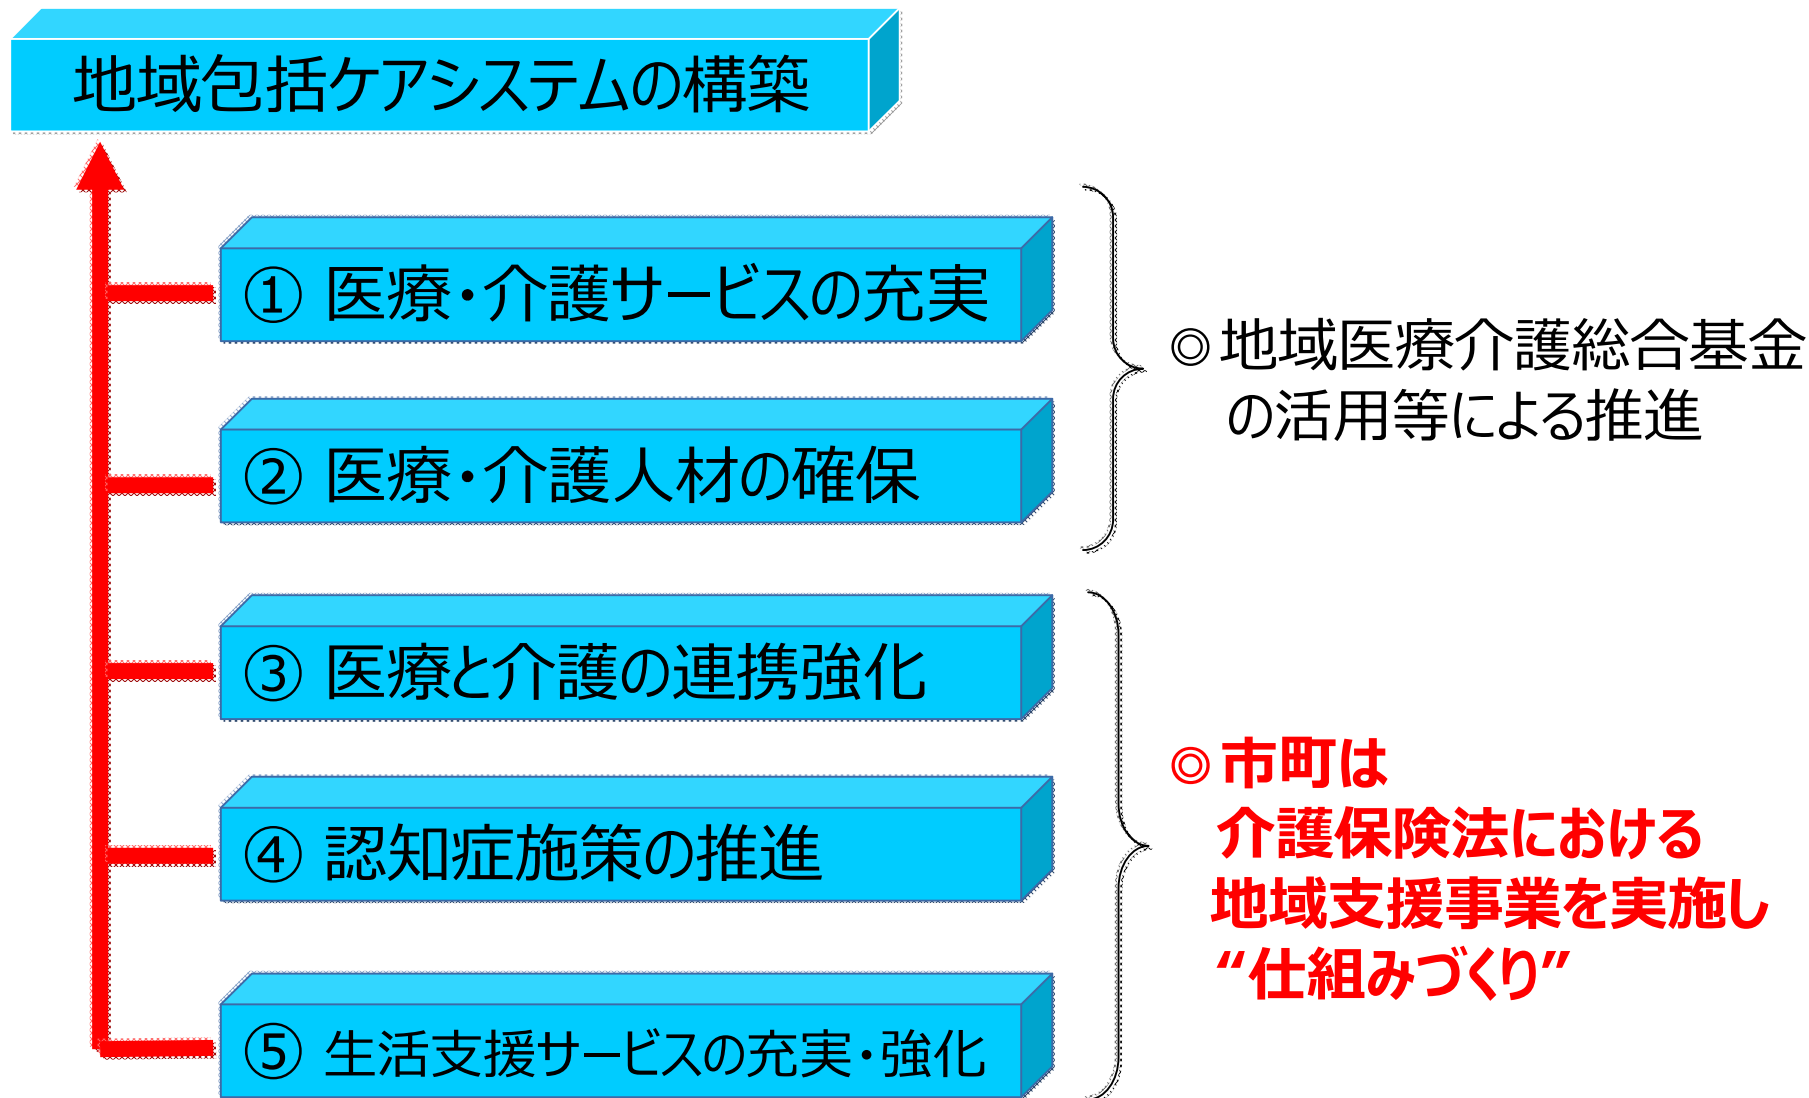 地域包括ケアシステムの構築
① 医療・介護サービスの充実
② 医療・介護人材の確保
◎ 地域医療介護総合基金
の活用等による推進
③ 医療と介護の連携強化
④ 認知症施策の推進
⑤ 生活支援サービスの充実・強化
◎ 市町は
介護保険法における
地域支援事業を実施し
“仕組みづくり”